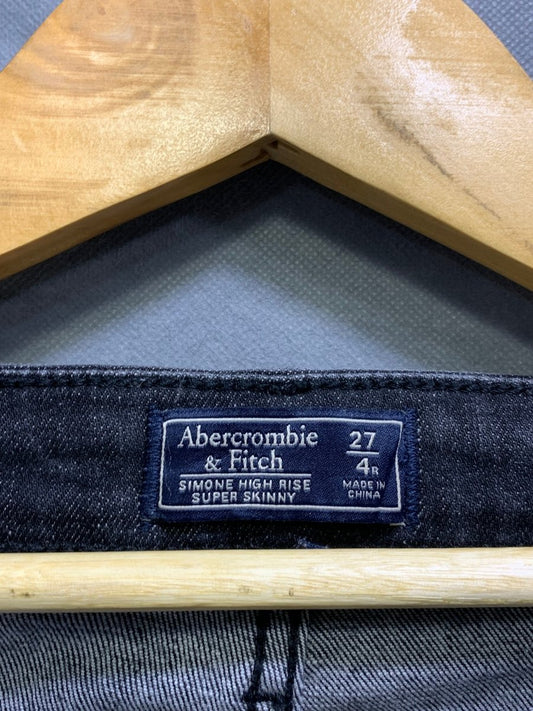 Abercrombie
& Fitch
SIMONE HIGH RISE
SUPER SKINNY
27
4R
MADE IN
CHINA